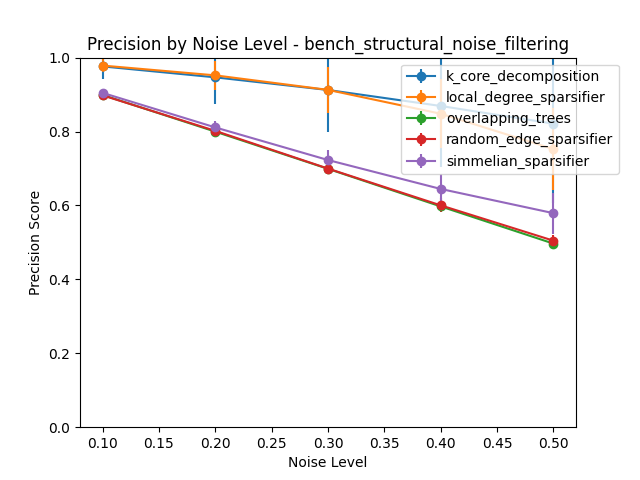 Precision by Noise Level - bench_structural_noise_filtering
k_core_decomposition
local_degree_sparsifier
overlapping_trees
random_edge_sparsifier
simmelian_sparsifier
Precision Score
1.0
0.8
0.6
0.4
0.2
0.0
0.10 0.15 0.20 0.25 0.30 0.35 0.40 0.45 0.50
Noise Level